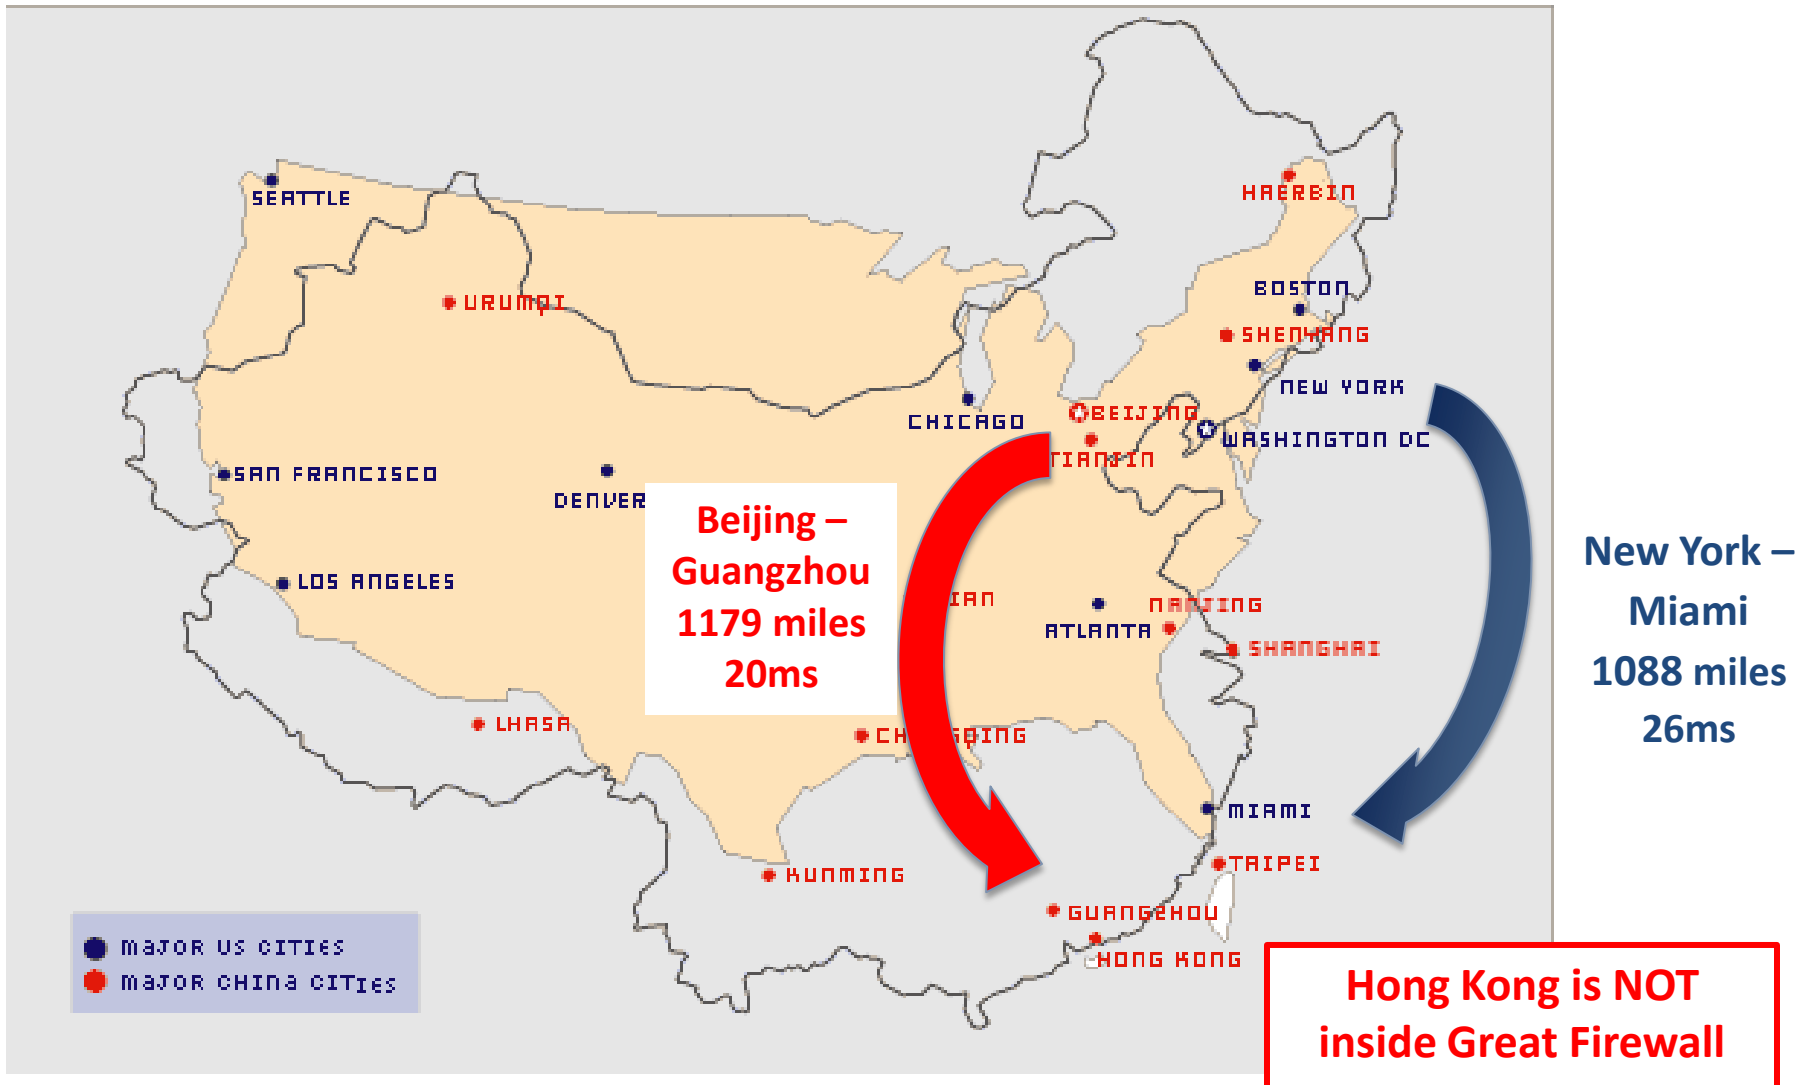 HAERBIN
SEATTLE
BOSTON
URUMQI
SHENYANG
NEW YORK
BEIJING
CHICAGO
WASHINGTON DC
TIANJIN
SAN FRANCISCO
DENVER
Beijing –
Guangzhou
1179 miles
20ms
New York –
Miami
1088 miles
26ms
LOS ANGELES
IAN
NANJING
ATLANTA
SHANGHAI
LHASA
MIAMI
TAIPEI
KUNMING
GUANGZHOU
HONG KONG
MAJOR US CITIES
MAJOR CHINA CITIES
Hong Kong is NOT
inside Great Firewall